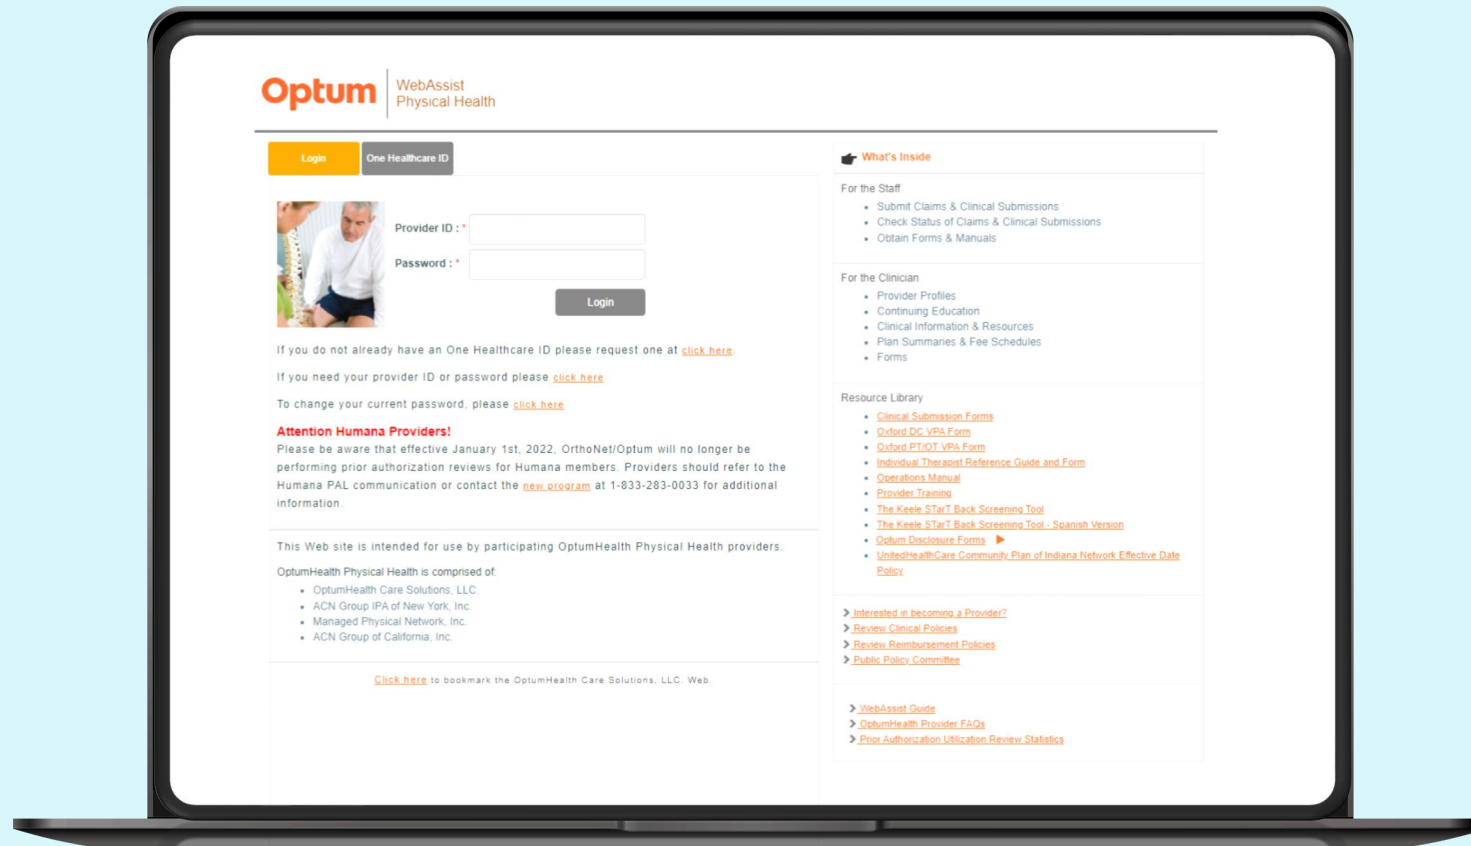 Optum
WebAssist
Physical Health
Login
One Healthcare ID
Provider ID : *
Password : *
Login
If you do not already have an One Healthcare ID please request one at click here.
If you need your provider ID or password please click here
To change your current password, please click here
Attention Humana Providers!
Please be aware that effective January 1st, 2022, OrthoNet/Optum will no longer be
performing prior authorization reviews for Humana members. Providers should refer to the
Humana PAL communication or contact the new program at 1-833-283-0033 for additional
information.
This Web site is intended for use by participating OptumHealth Physical Health providers.
OptumHealth Physical Health is comprised of:
• OptumHealth Care Solutions, LLC.
• ACN Group IPA of New York, Inc.
• Managed Physical Network, Inc.
• ACN Group of California, Inc.
Click here to bookmark the OptumHealth Care Solutions, LLC. Web.
What's Inside
For the Staff
• Submit Claims & Clinical Submissions
• Check Status of Claims & Clinical Submissions
• Obtain Forms & Manuals
For the Clinician
• Provider Profiles
• Continuing Education
• Clinical Information & Resources
• Plan Summaries & Fee Schedules
• Forms
Resource Library
• Clinical Submission Forms
• Oxford DC VPA Form
• Oxford PT/OT VPA Form
• Individual Therapist Reference Guide and Form
• Operations Manual
• Provider Training
• The Keele STarT Back Screening Tool
• The Keele STarT Back Screening Tool - Spanish Version
• Optum Disclosure Forms
• UnitedHealthCare Community Plan of Indiana Network Effective Date
Policy
Interested in becoming a Provider?
Review Clinical Policies
Review Reimbursement Policies
Public Policy Committee
WebAssist Guide
OptumHealth Provider FAQs
Prior Authorization Utilization Review Statistics